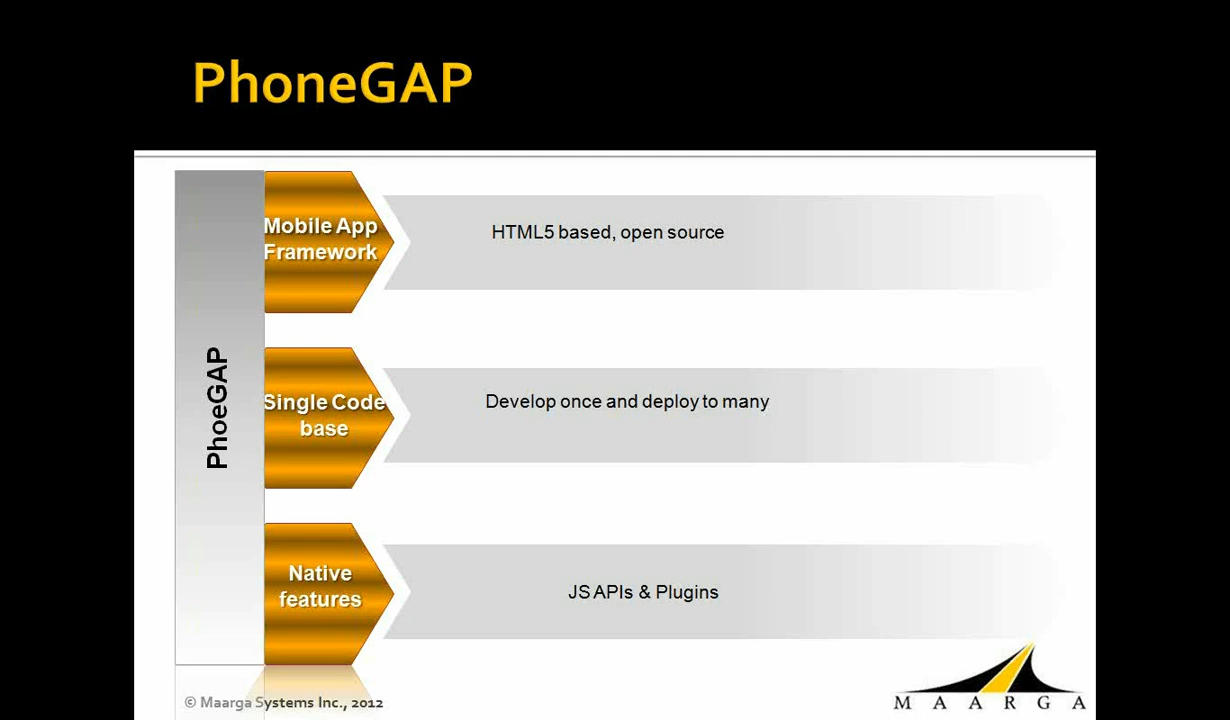 PhoneGAP
PhoeGAP
Mobile App
Framework
HTML5 based, open source
Single Code
base
Develop once and deploy to many
Native
features
JS APIs & Plugins
© Maarga Systems Inc., 2012
MAARGA